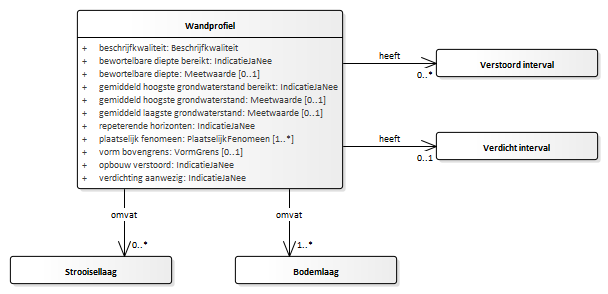 Wandprofiel
+ beschrijfkwaliteit: Beschrijfkwaliteit
+ bewortelbare diepte bereikt: IndicatieJaNee
+ bewortelbare diepte: Meetwaarde [0..1]
+ gemiddeld hoogste grondwaterstand bereikt: IndicatieJaNee
+ gemiddeld hoogste grondwaterstand: Meetwaarde [0..1]
+ gemiddeld laagste grondwaterstand: Meetwaarde [0..1]
+ repeterende horizonten: IndicatieJaNee
+ plaatselijk fenomeen: PlaatselijkFenomeen [1..*]
+ vorm bovengrens: VormGrens [0..1]
+ opbouw verstoord: IndicatieJaNee
+ verdichting aanwezig: IndicatieJaNee
heeft
0..*
Verstoord interval
heeft
0..1
Verdicht interval
omvat
0..*
omvat
1..*
Strooisellaag
Bodemlaag